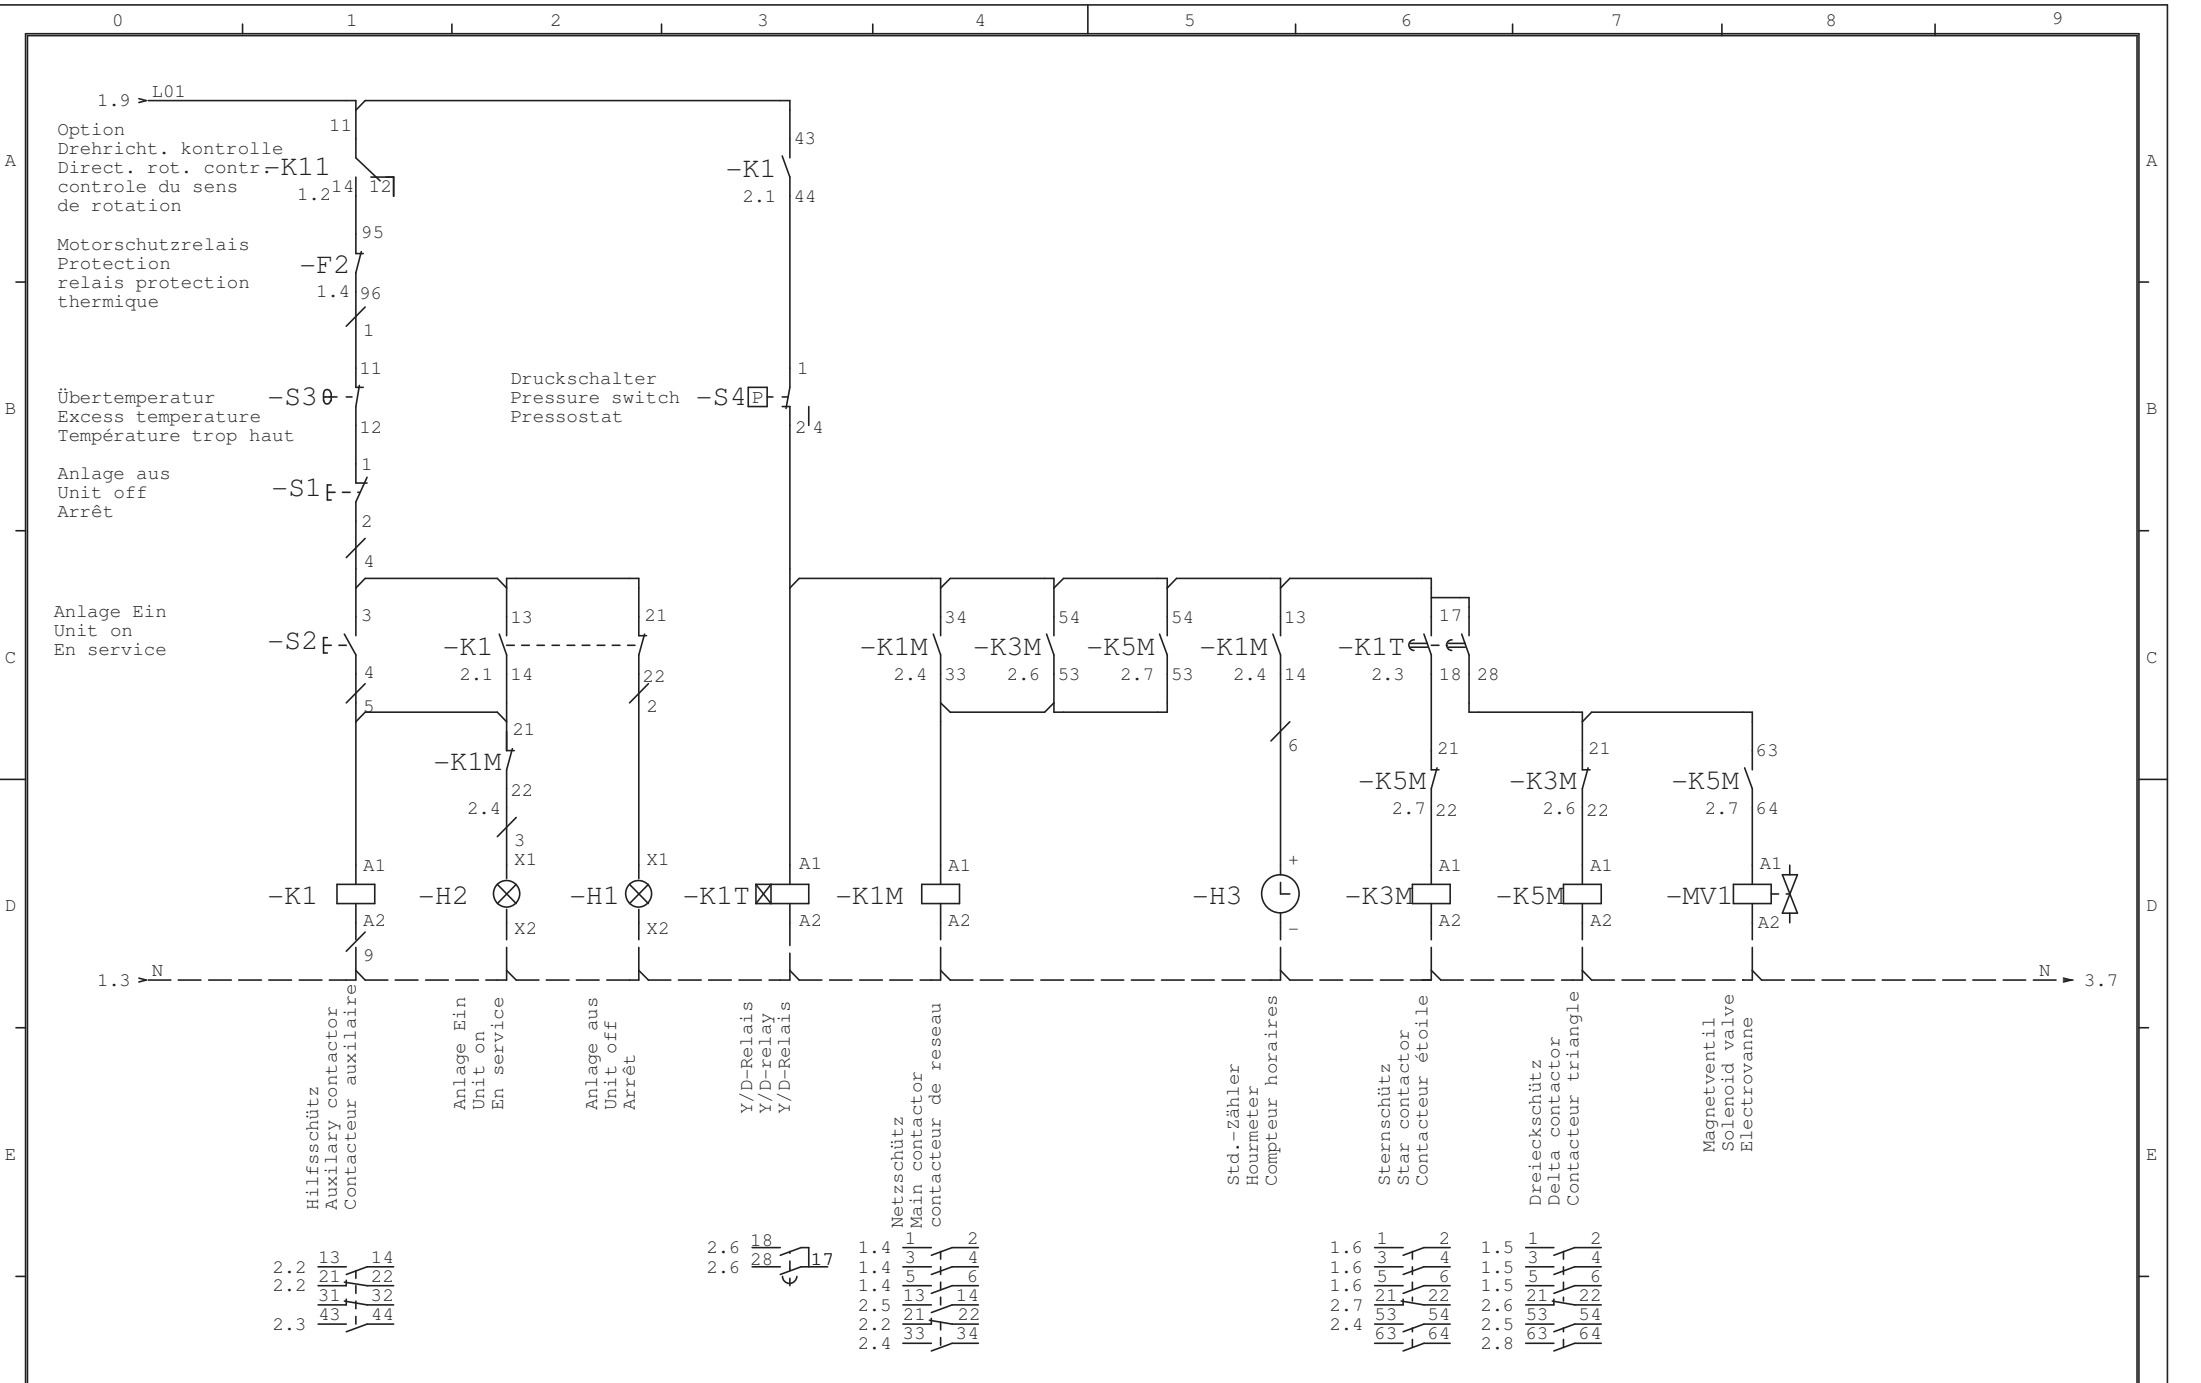 0 1 2 3 4 5 6 7 8 9
1.9 L01
11
43
Option
Drehricht. kontrolle
Direct. rot. contr.
controle du sens
de rotation
-K11
1.2
14 12
-K1
2.1
44
A A
95
Motorschutzrelais
Protection
relais protection
thermique
-F2
1.4
96
1
11
Übertemperatur
Excess temperature
Température trop haut
-S3
12
Druckschalter
Pressure switch
Pressostat
-S4
P
1
2 4
B B
Anlage aus
Unit off
Arrêt
1
-S1
2
4
Anlage Ein
Unit on
En service
3
-S2
4
5
13
-K1
2.1
14
21
22
2
34
-K1M
2.4
33
54
-K3M
2.6
53
54
-K5M
2.7
53
13
-K1M
2.4
14
6
17
-K1T
2.3
18
28
C C
21
-K1M
22
2.4
3
21
-K5M
2.7
22
21
-K3M
2.6
22
63
-K5M
2.7
64
A1
-K1
A2
9
X1
-H2
X2
X1
-H1
X2
A1
-K1T
A2
A1
-K1M
A2
+
-H3
-
A1
-K3M
A2
A1
-K5M
A2
A1
-MV1
A2
D D
1.3 N
N 3.7
Hilfsschütz
Auxilary contactor
Contacteur auxilaire
Anlage Ein
Unit on
En service
Anlage aus
Unit off
Arrêt
Y/D-Relais
Y/D-relay
Y/D-Relais
Netzschütz
Main contactor
contacteur de reseau
Std.-Zähler
Hourmeter
Compteur horaires
Sternschütz
Star contactor
Contacteur étoile
Dreieckschütz
Delta contactor
Contacteur triangle
Magnetventil
Solenoid valve
Electrovanne
E E
2.2 13 14
2.2 21 22
31 32
2.3 43 44
2.6 18
2.6 28 17
1.4 1 2
1.4 3 4
1.4 5 6
2.5 13 14
2.2 21 22
2.4 33 34
1.6 1 2
1.6 3 4
1.6 5 6
2.7 21 22
2.4 53 54
63 64
1.5 1 2
1.5 3 4
1.5 5 6
2.6 21 22
2.5 53 54
2.8 63 64